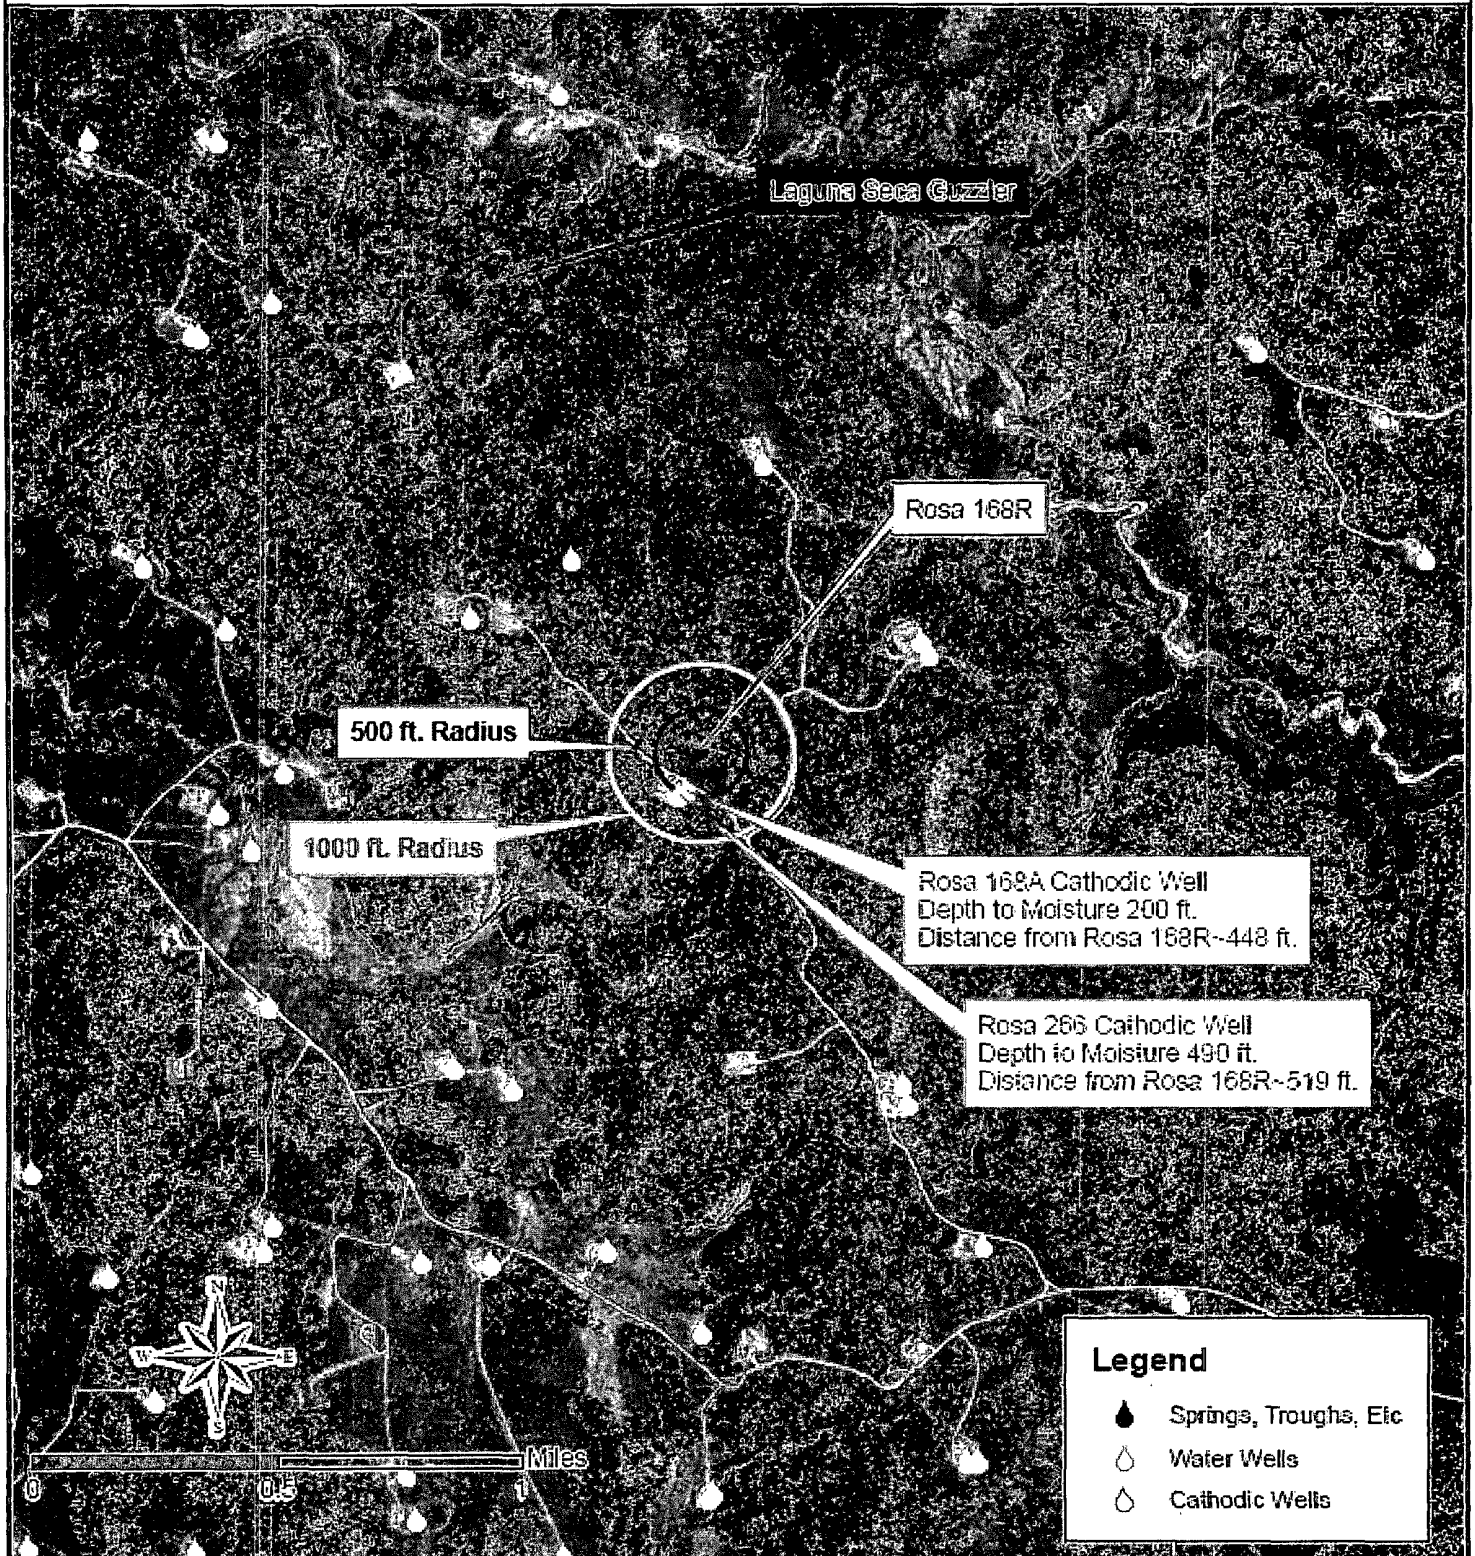 Laguna Seca Guzzler
Rosa 168R
500 ft. Radius
1000 ft. Radius
Rosa 168A Cathodic Well
Depth to Moisture 200 ft.
Distance from Rosa 168R~448 ft.
Rosa 266 Cathodic Well
Depth to Moisture 490 ft.
Distance from Rosa 168R~519 ft.
N
W E
S
Miles
0 0.5 1
Legend
Springs, Troughs, Etc
Water Wells
Cathodic Wells